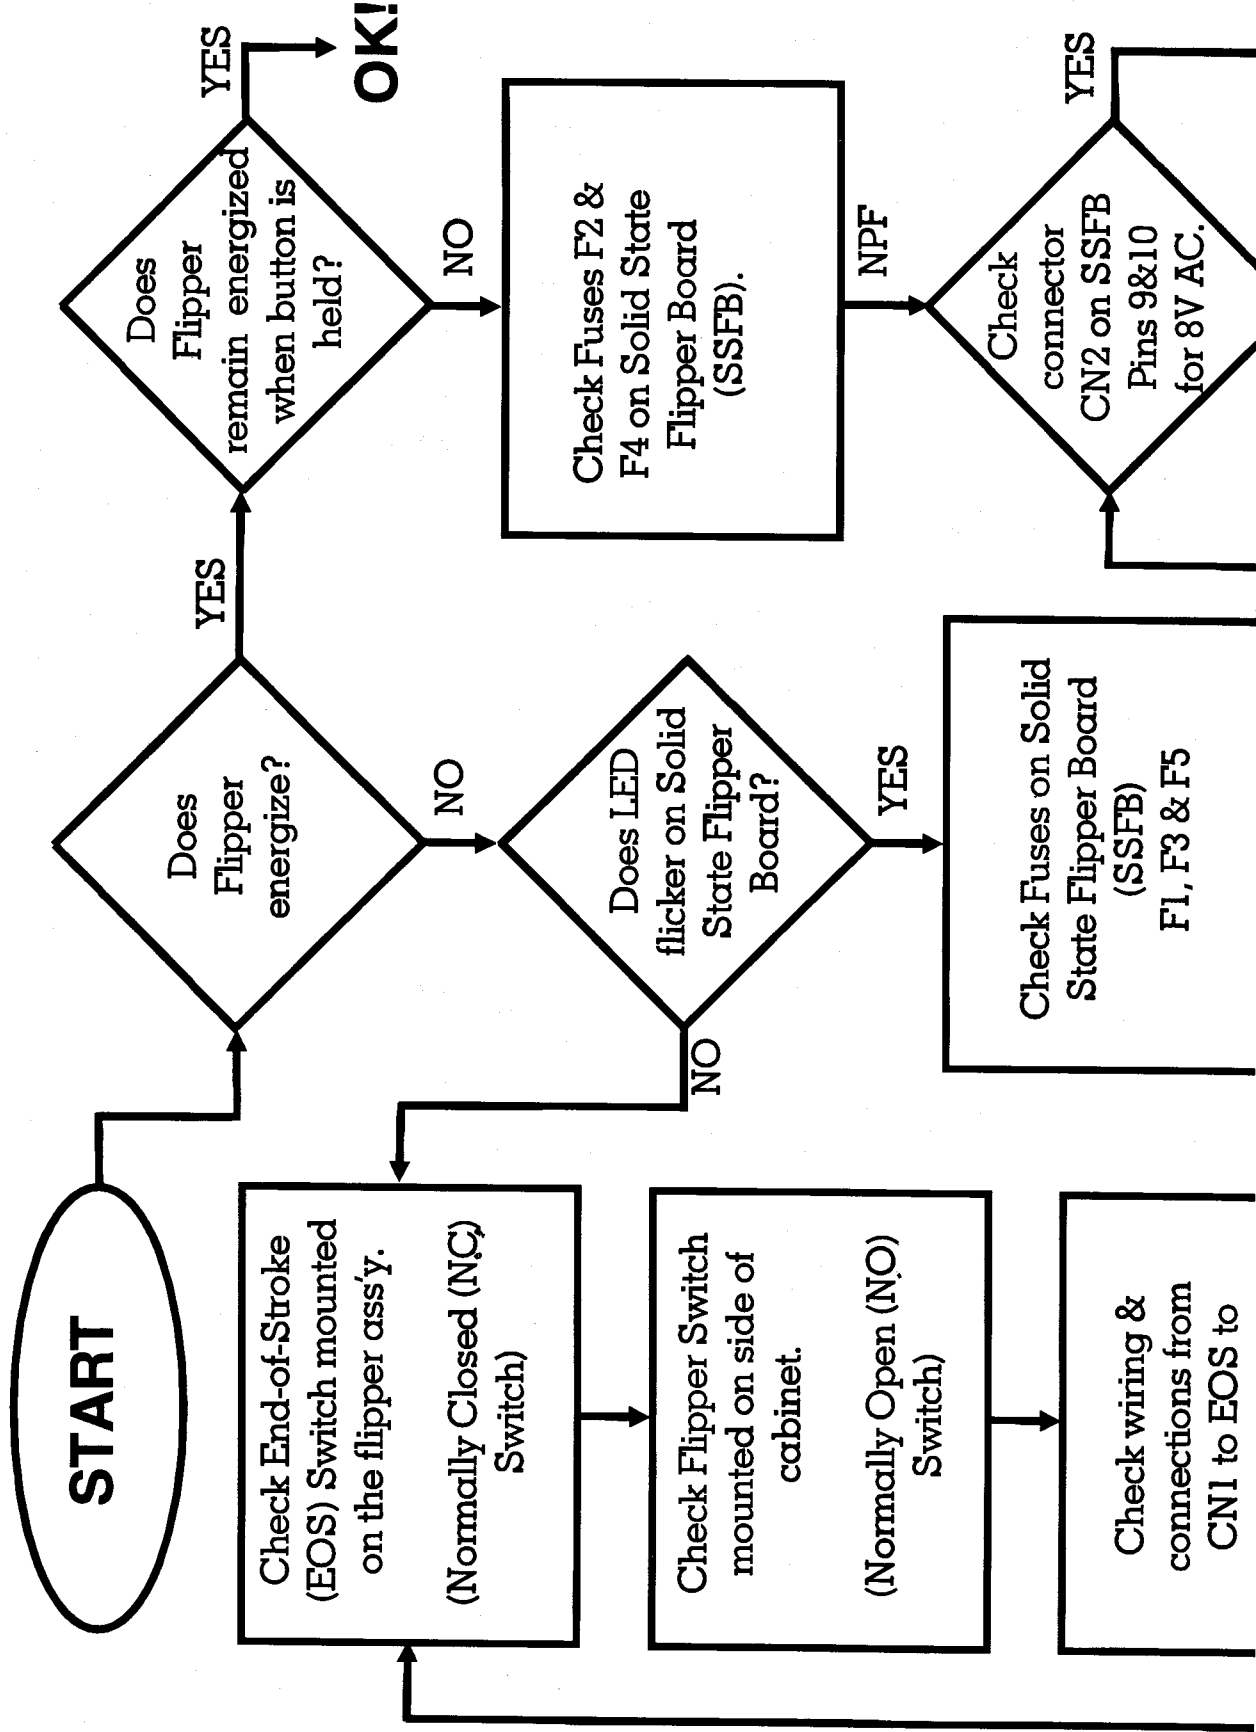 START
Does
Flipper
energize?
YES
Does
Flipper
remain energized
when button is
held?
YES
OK!
NO
NO
Check End-of-Stroke
(EOS) Switch mounted
on the flipper ass'y.
(Normally Closed (NC)
Switch)
NO
Does LED
flicker on Solid
State Flipper
Board?
YES
Check Fuses F2 &
F4 on Solid State
Flipper Board
(SSFB).
NPF
Check Flipper Switch
mounted on side of
cabinet.
(Normally Open (NO)
Switch)
Check Fuses on Solid
State Flipper Board
(SSFB)
F1, F3 & F5
Check
connector
CN2 on SSFB
Pins 9&10
for 8V AC.
YES
Check wiring &
connections from
CN1 to EOS to